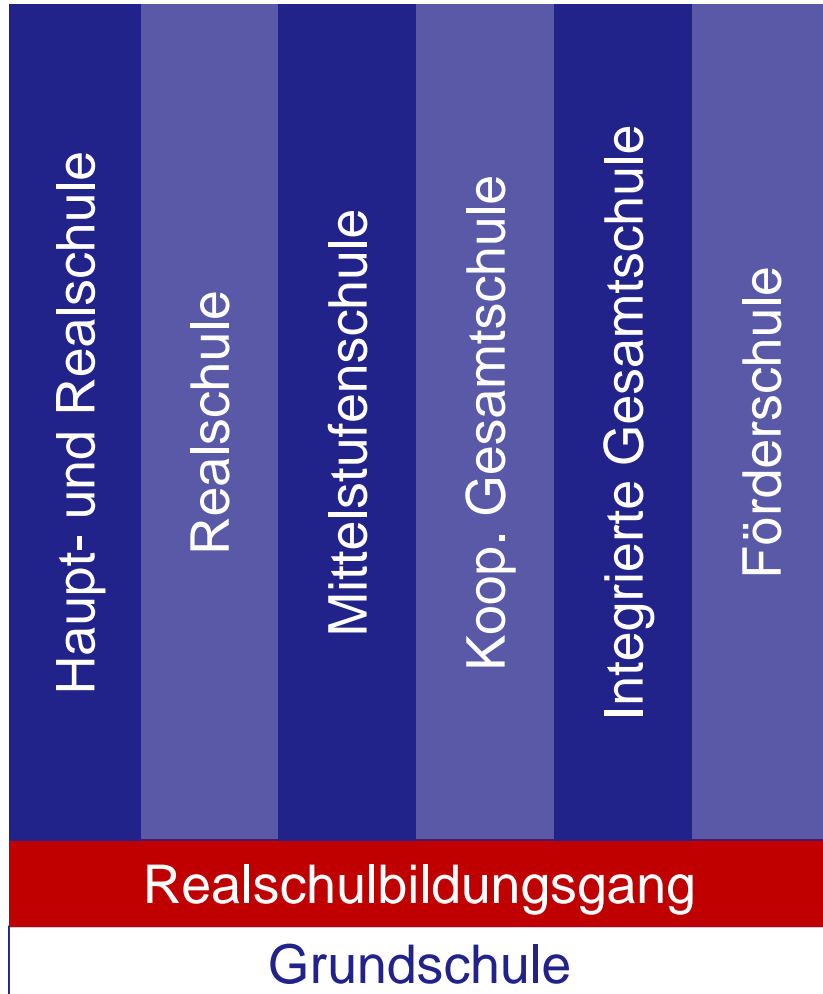 Haupt- und Realschule
Realschule
Mittelstufenschule
Koop. Gesamtschule
Integrierte Gesamtschule
Förderschule
Realschulbildungsgang
Grundschule